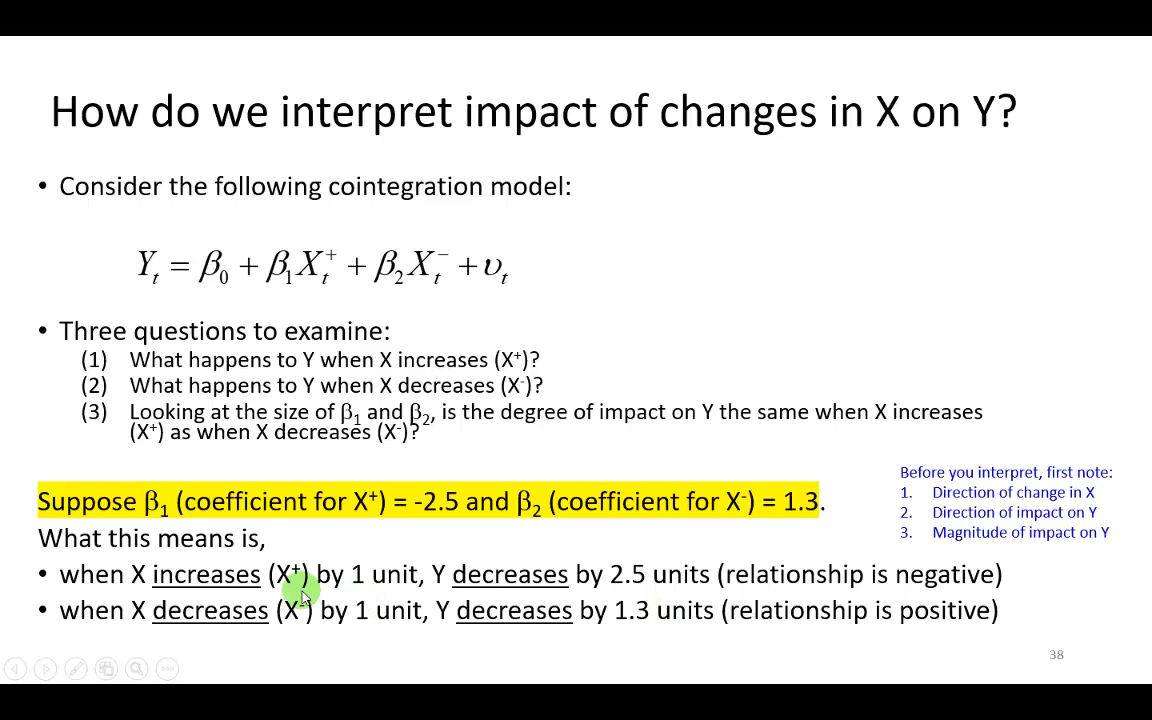 How do we interpret impact of changes in X on Y?
• Consider the following cointegration model:
Yₜ = β₀ + β₁Xₜ⁺ + β₂Xₜ⁻ + υₜ
• Three questions to examine:
(1) What happens to Y when X increases (X⁺)?
(2) What happens to Y when X decreases (X⁻)?
(3) Looking at the size of β₁ and β₂, is the degree of impact on Y the same when X increases
(X⁺) as when X decreases (X⁻)?
Before you interpret, first note:
1. Direction of change in X
2. Direction of impact on Y
3. Magnitude of impact on Y
Suppose β₁ (coefficient for X⁺) = -2.5 and β₂ (coefficient for X⁻) = 1.3.
What this means is,
• when X increases (X⁺) by 1 unit, Y decreases by 2.5 units (relationship is negative)
• when X decreases (X⁻) by 1 unit, Y decreases by 1.3 units (relationship is positive)
38